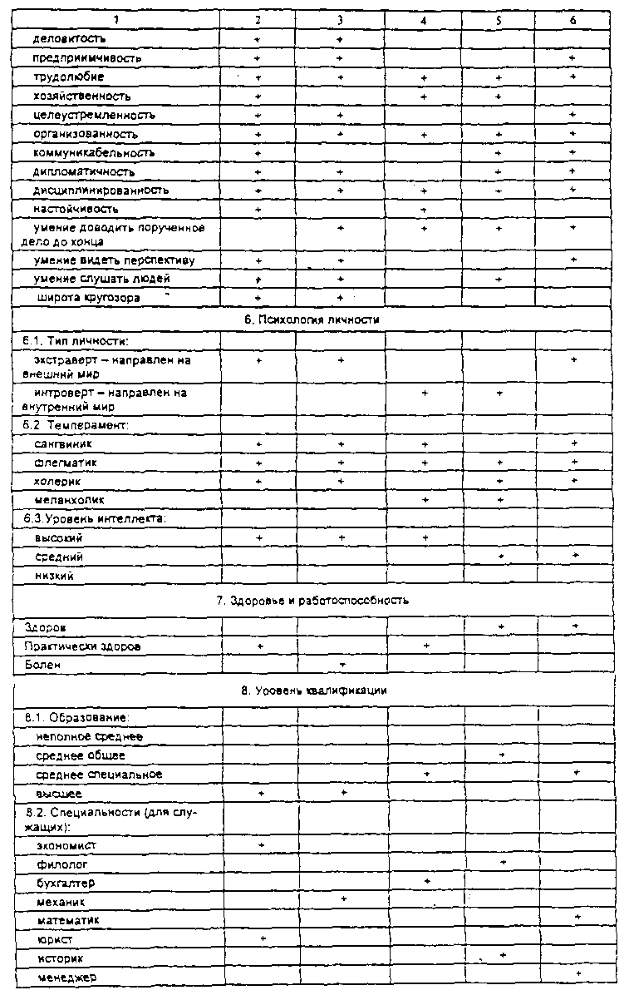 1 2 3 4 5 6
деловитость + +
предприимчивость + + +
трудолюбие + + + + +
хозяйственность + + +
целеустремленность + + +
организованность + + + + +
коммуникабельность + + +
дипломатичность + + + +
дисциплинированность + + + + +
настойчивость + +
умение доводить порученное + + + +
дело до конца
умение видеть перспективу + + +
умение слушать людей + + +
широта кругозора + +
6. Психология личности
6.1. Тип личности:
экстраверт – направлен на + + +
внешний мир
интроверт – направлен на + +
внутренний мир
6.2. Темперамент:
сангвиник + + + +
флегматик + + + + +
холерик + + + +
меланхолик + +
6.3.Уровень интеллекта:
высокий + + +
средний + +
низкий
7. Здоровье и работоспособность
Здоров + +
Практически здоров + +
Болен +
8. Уровень квалификации
8.1. Образование:
неполное среднее
среднее общее +
среднее специальное + +
высшее + +
8.2. Специальности (для слу-
жащих):
экономист +
филолог +
бухгалтер +
механик +
математик +
юрист +
историк +
менеджер +